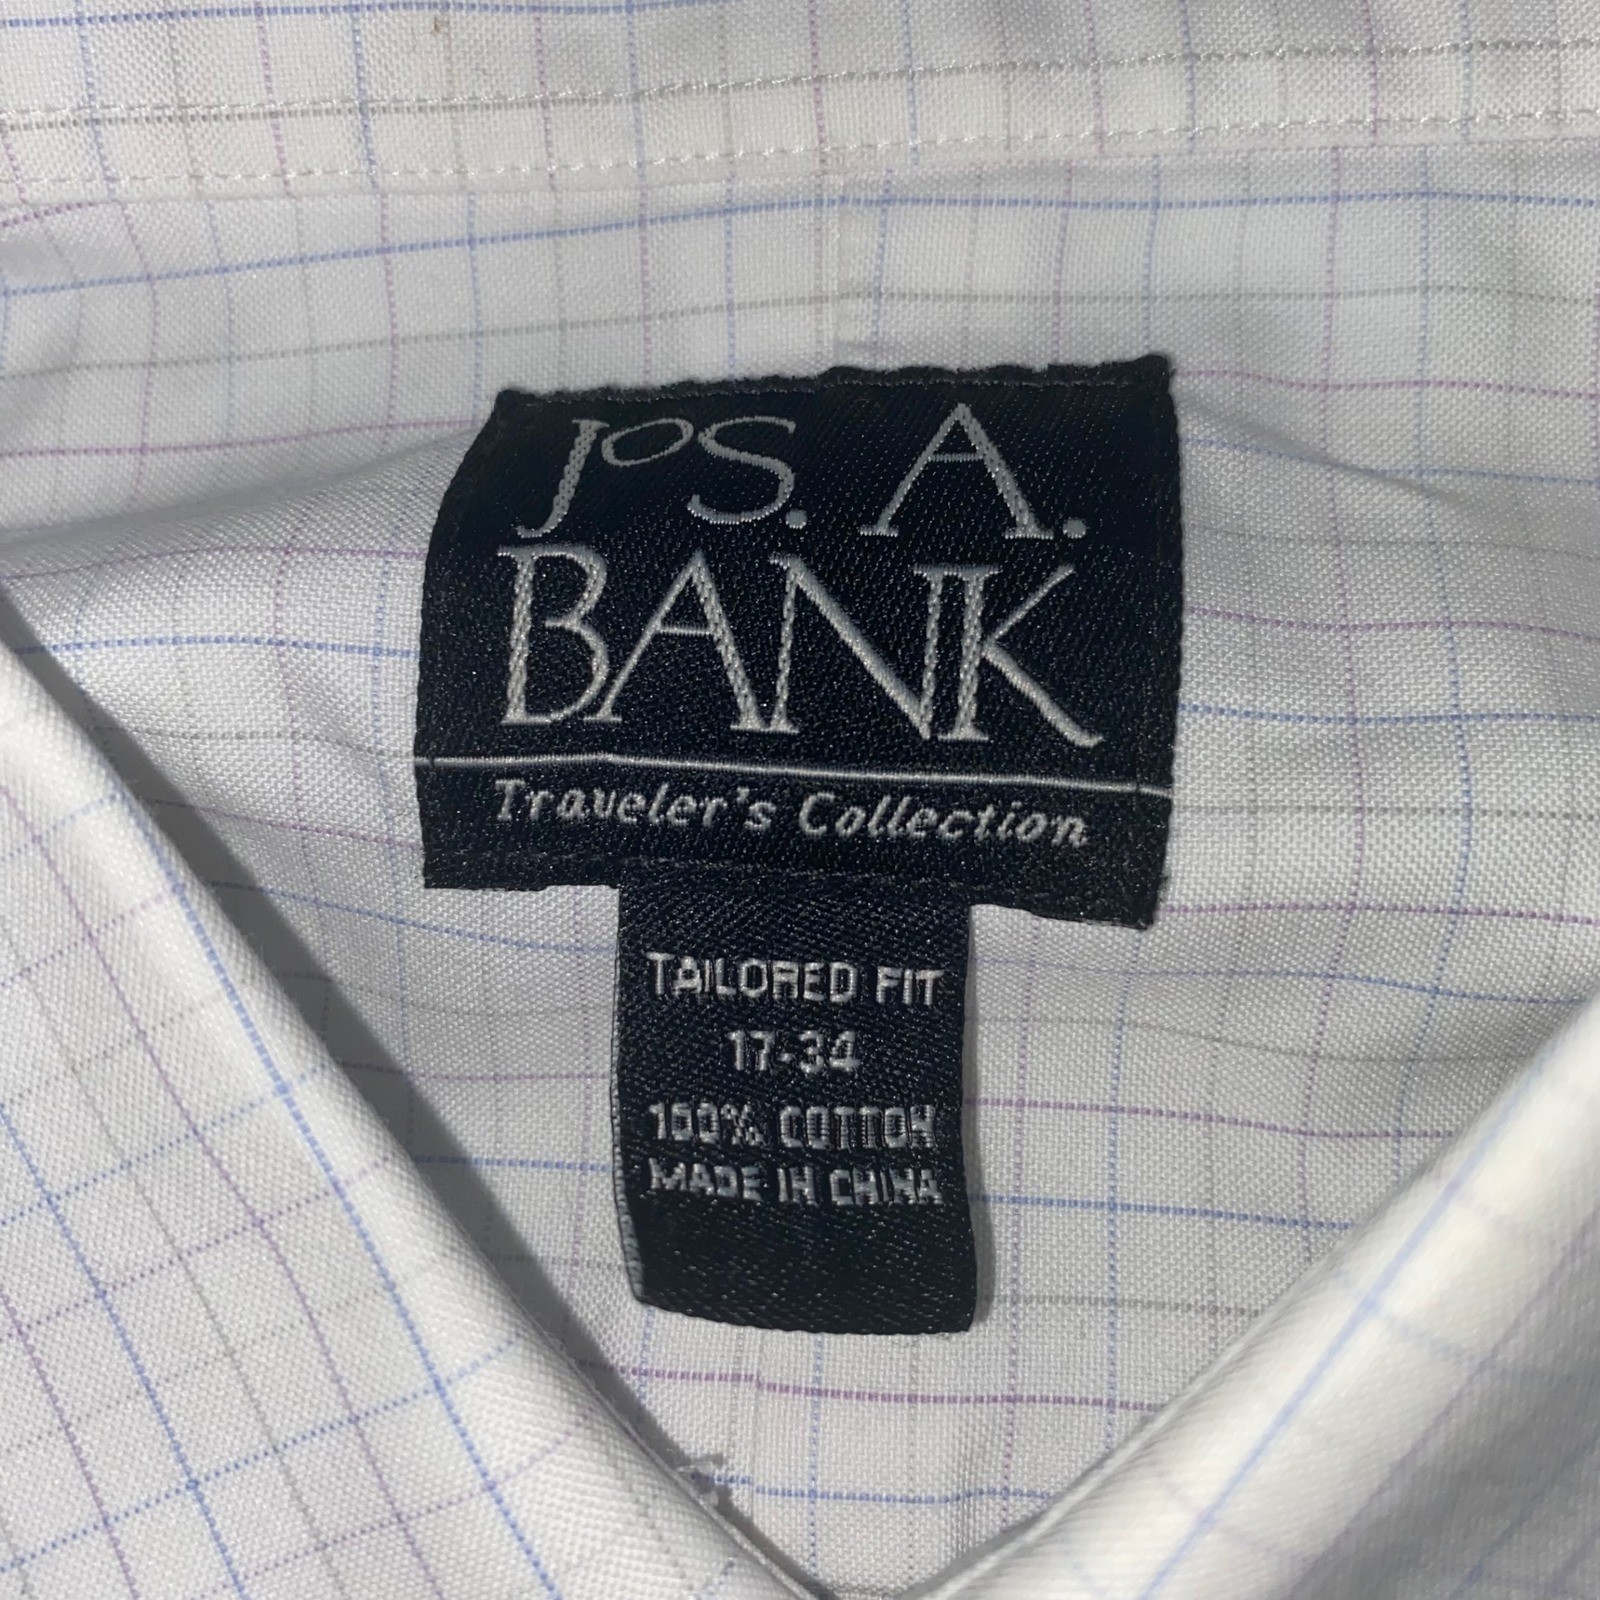 JoS. A.
BANK
Traveler's Collection
TAILORED FIT
17-34
100% COTTON
MADE IN CHINA